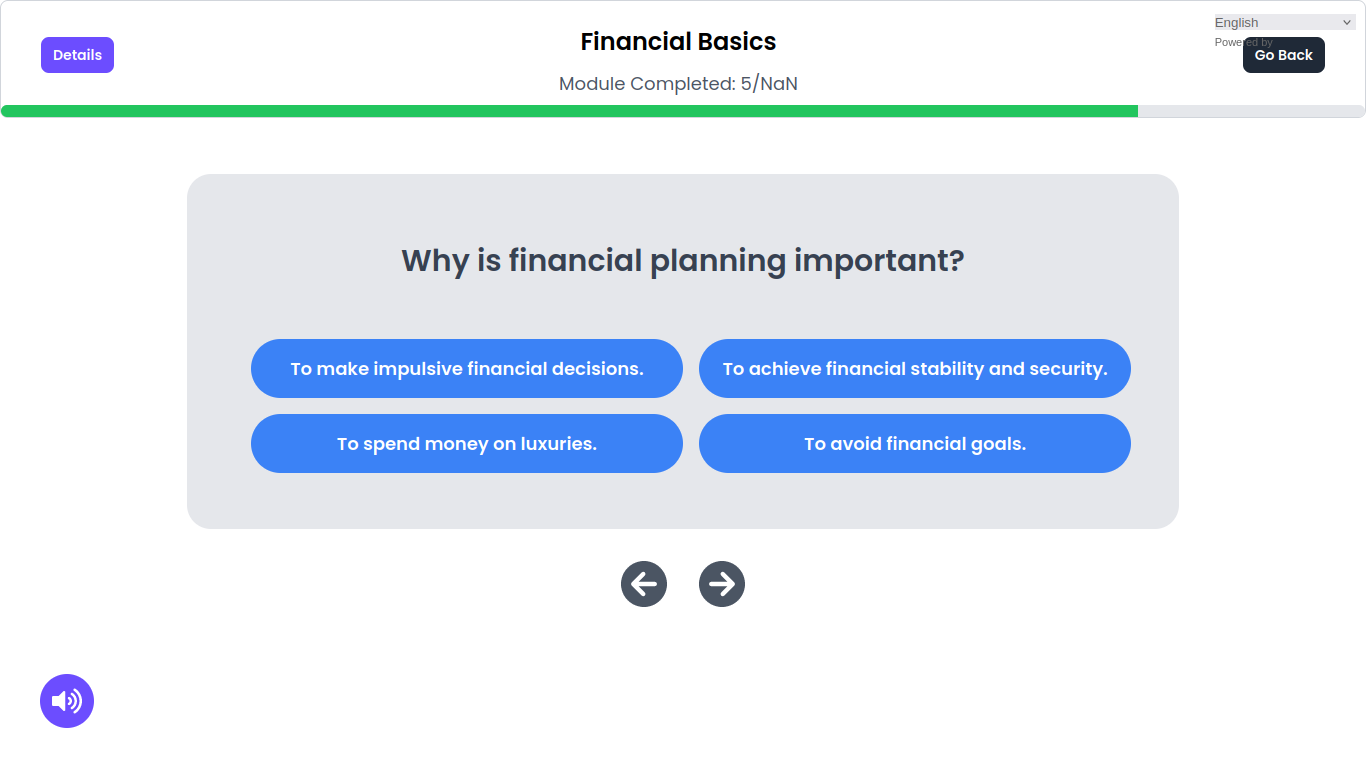 English
Powered by
Details
Financial Basics
Go Back
Module Completed: 5/NaN
Why is financial planning important?
To make impulsive financial decisions.
To achieve financial stability and security.
To spend money on luxuries.
To avoid financial goals.